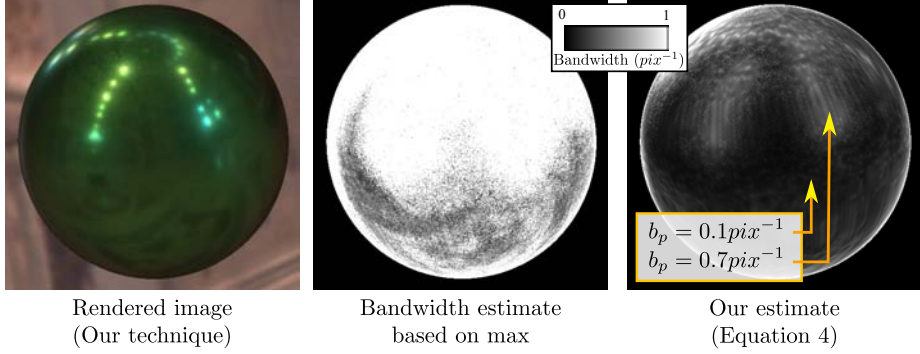 0 1
Bandwidth (pix⁻¹)
b_p = 0.1pix⁻¹
b_p = 0.7pix⁻¹
Rendered image
(Our technique)
Bandwidth estimate
based on max
Our estimate
(Equation 4)